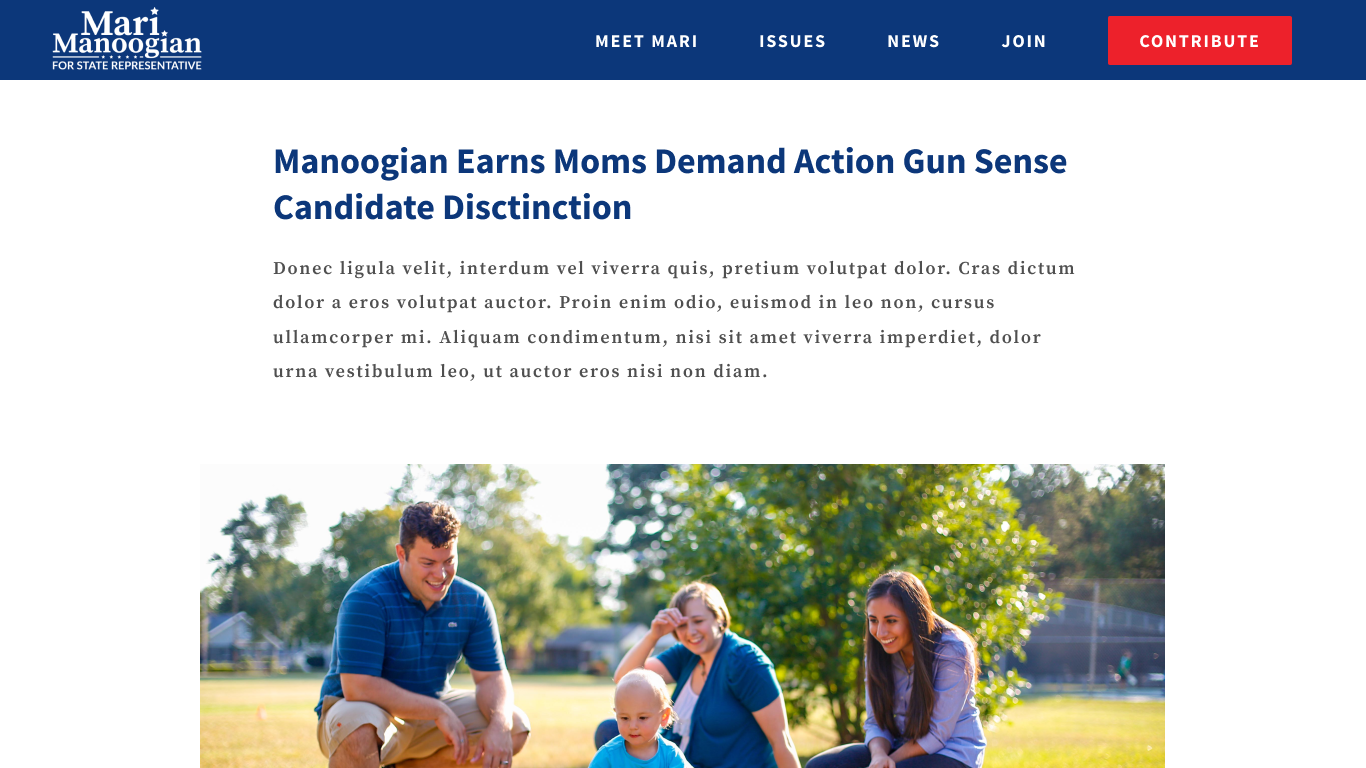 Mari
Manoogian
FOR STATE REPRESENTATIVE
MEET MARI
ISSUES
NEWS
JOIN
CONTRIBUTE
Manoogian Earns Moms Demand Action Gun Sense
Candidate Disctinction
Donec ligula velit, interdum vel viverra quis, pretium volutpat dolor. Cras dictum
dolor a eros volutpat auctor. Proin enim odio, euismod in leo non, cursus
ullamcorper mi. Aliquam condimentum, nisi sit amet viverra imperdiet, dolor
urna vestibulum leo, ut auctor eros nisi non diam.